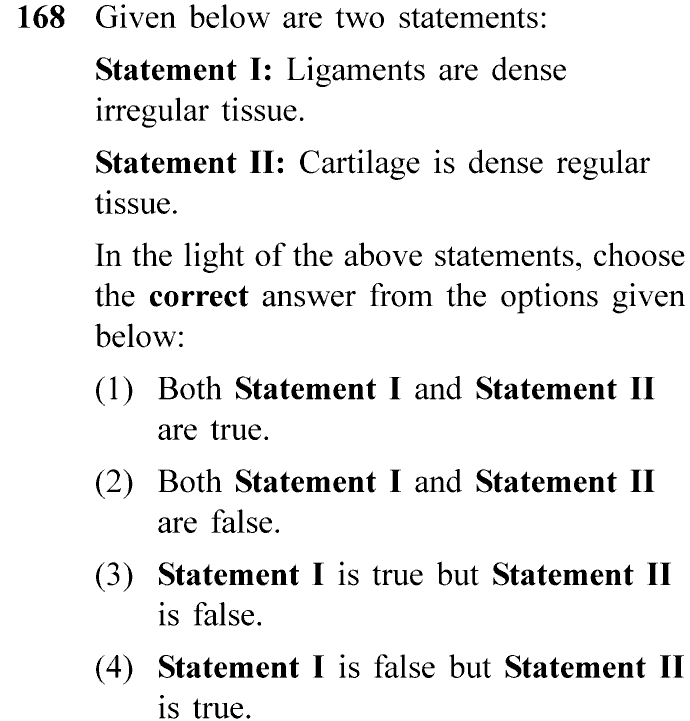 168 Given below are two statements:
Statement I: Ligaments are dense
irregular tissue.
Statement II: Cartilage is dense regular
tissue.
In the light of the above statements, choose
the correct answer from the options given
below:
(1) Both Statement I and Statement II
are true.
(2) Both Statement I and Statement II
are false.
(3) Statement I is true but Statement II
is false.
(4) Statement I is false but Statement II
is true.